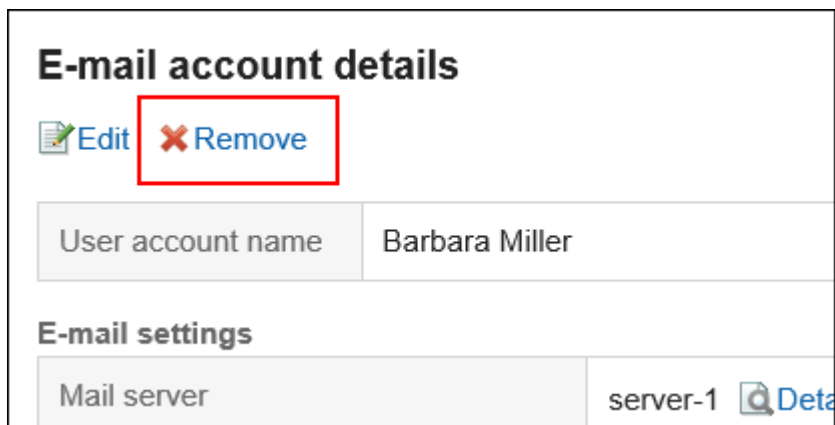 E-mail account details
Edit Remove
User account name Barbara Miller
E-mail settings
Mail server server-1